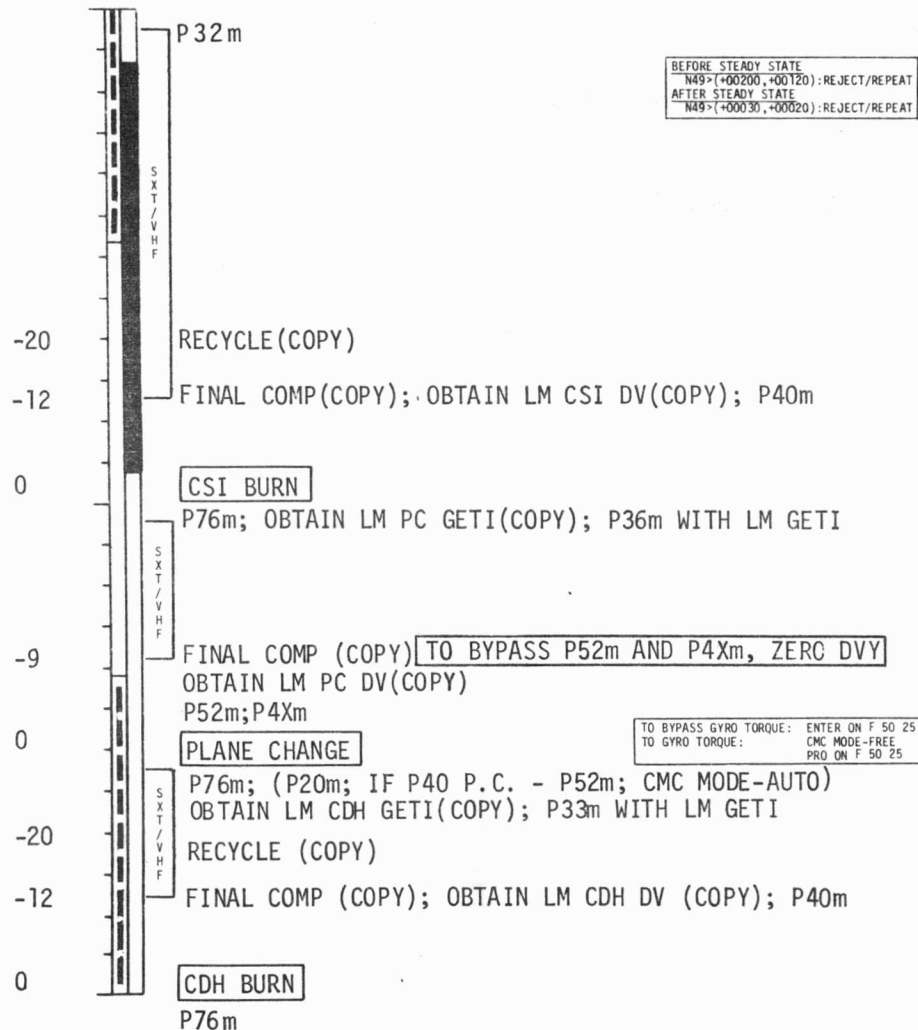 P32m
BEFORE STEADY STATE
N49>(+00200,+00120):REJECT/REPEAT
AFTER STEADY STATE
N49>(+00030,+00020):REJECT/REPEAT
SXT/VHF
-20 RECYCLE(COPY)
-12 FINAL COMP(COPY); OBTAIN LM CSI DV(COPY); P40m
0 CSI BURN
P76m; OBTAIN LM PC GETI(COPY); P36m WITH LM GETI
SXT/VHF
-9 FINAL COMP (COPY) TO BYPASS P52m AND P4Xm, ZERO DVY
OBTAIN LM PC DV(COPY)
P52m;P4Xm
TO BYPASS GYRO TORQUE: ENTER ON F 50 25
TO GYRO TORQUE: CMC MODE-FREE
PRO ON F 50 25
0 PLANE CHANGE
P76m; (P20m; IF P40 P.C. - P52m; CMC MODE-AUTO)
OBTAIN LM CDH GETI(COPY); P33m WITH LM GETI
SXT/VHF
-20 RECYCLE (COPY)
-12 FINAL COMP (COPY); OBTAIN LM CDH DV (COPY); P40m
0 CDH BURN
P76m